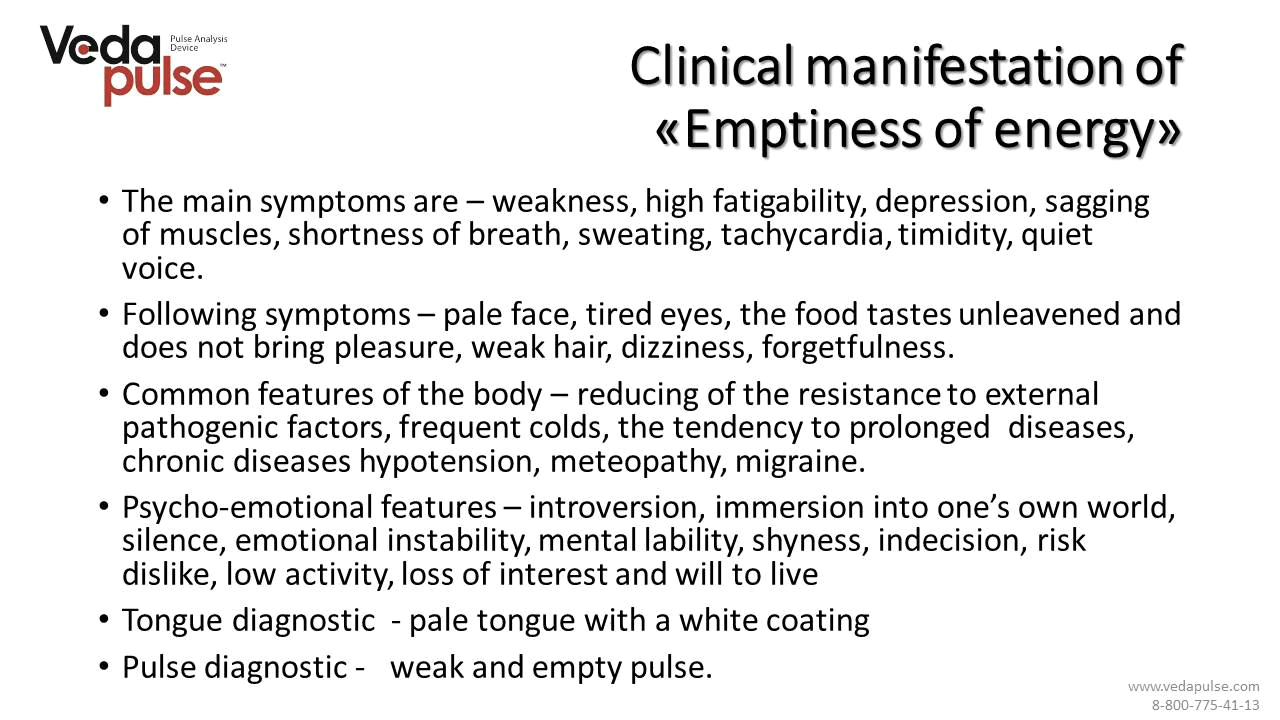 Veda
pulse™
Pulse Analysis
Device
Clinical manifestation of
«Emptiness of energy»
• The main symptoms are – weakness, high fatigability, depression, sagging
of muscles, shortness of breath, sweating, tachycardia, timidity, quiet
voice.
• Following symptoms – pale face, tired eyes, the food tastes unleavened and
does not bring pleasure, weak hair, dizziness, forgetfulness.
• Common features of the body – reducing of the resistance to external
pathogenic factors, frequent colds, the tendency to prolonged  diseases,
chronic diseases hypotension, meteopathy, migraine.
• Psycho-emotional features – introversion, immersion into one’s own world,
silence, emotional instability, mental lability, shyness, indecision, risk
dislike, low activity, loss of interest and will to live
• Tongue diagnostic  - pale tongue with a white coating
• Pulse diagnostic -   weak and empty pulse.
www.vedapulse.com
8-800-775-41-13